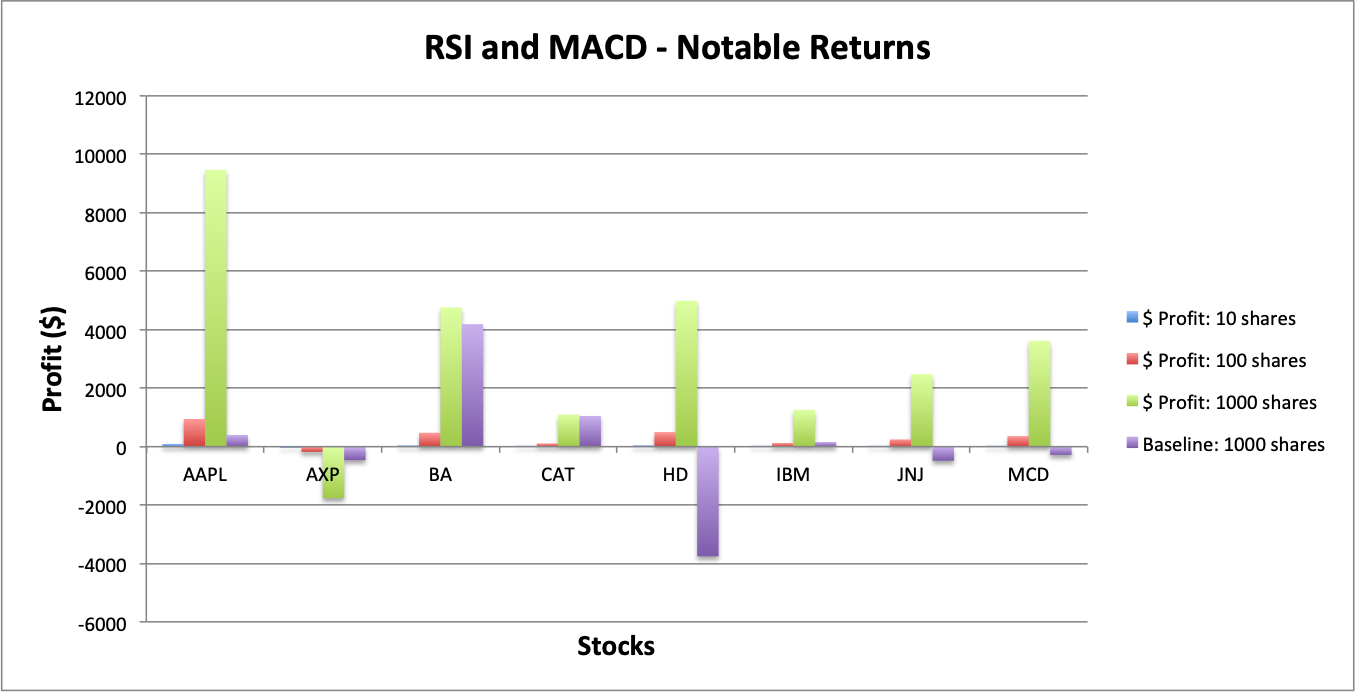 RSI and MACD - Notable Returns
12000
10000
8000
6000
4000
2000
0
-2000
-4000
-6000
Profit ($)
AAPL AXP BA CAT HD IBM JNJ MCD
Stocks
$ Profit: 10 shares
$ Profit: 100 shares
$ Profit: 1000 shares
Baseline: 1000 shares